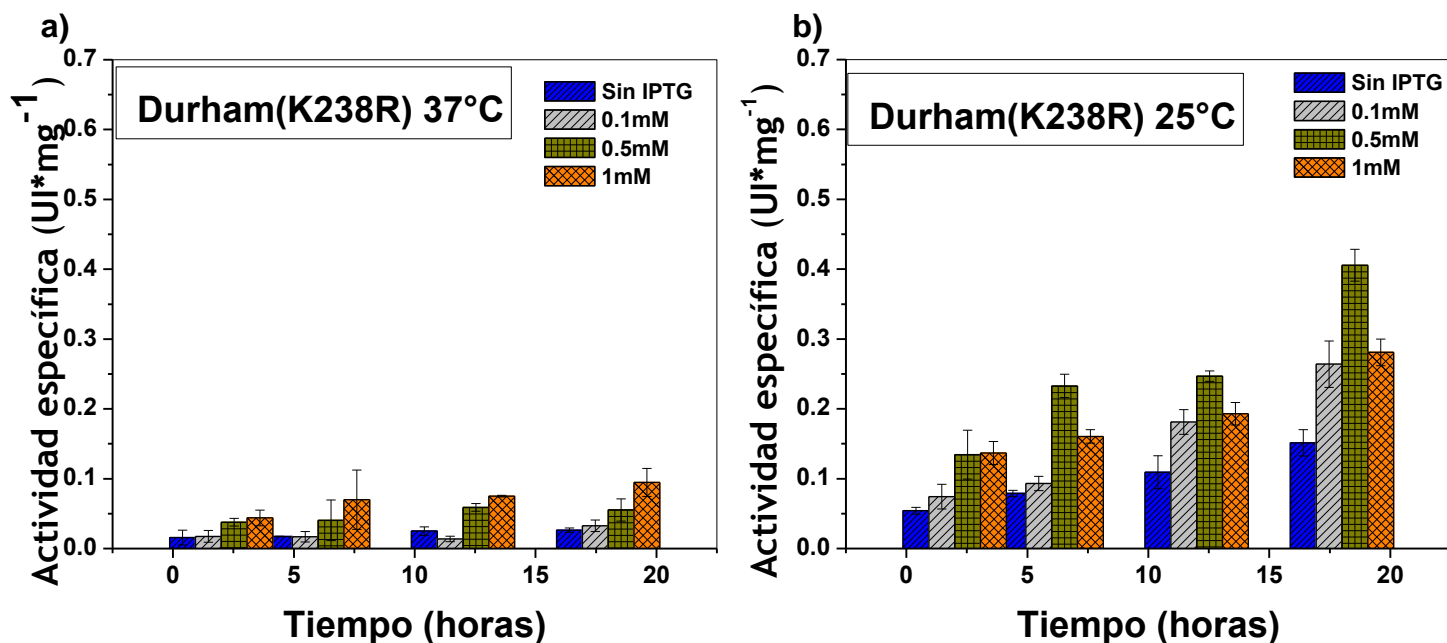 a)
Durham(K238R) 37°C
Sin IPTG
0.1mM
0.5mM
1mM
Actividad específica (UI*mg-1)
0.7
0.6
0.5
0.4
0.3
0.2
0.1
0.0
0 5 10 15 20
Tiempo (horas)
b)
Durham(K238R) 25°C
Sin IPTG
0.1mM
0.5mM
1mM
Actividad específica (UI*mg-1)
0.7
0.6
0.5
0.4
0.3
0.2
0.1
0.0
0 5 10 15 20
Tiempo (horas)